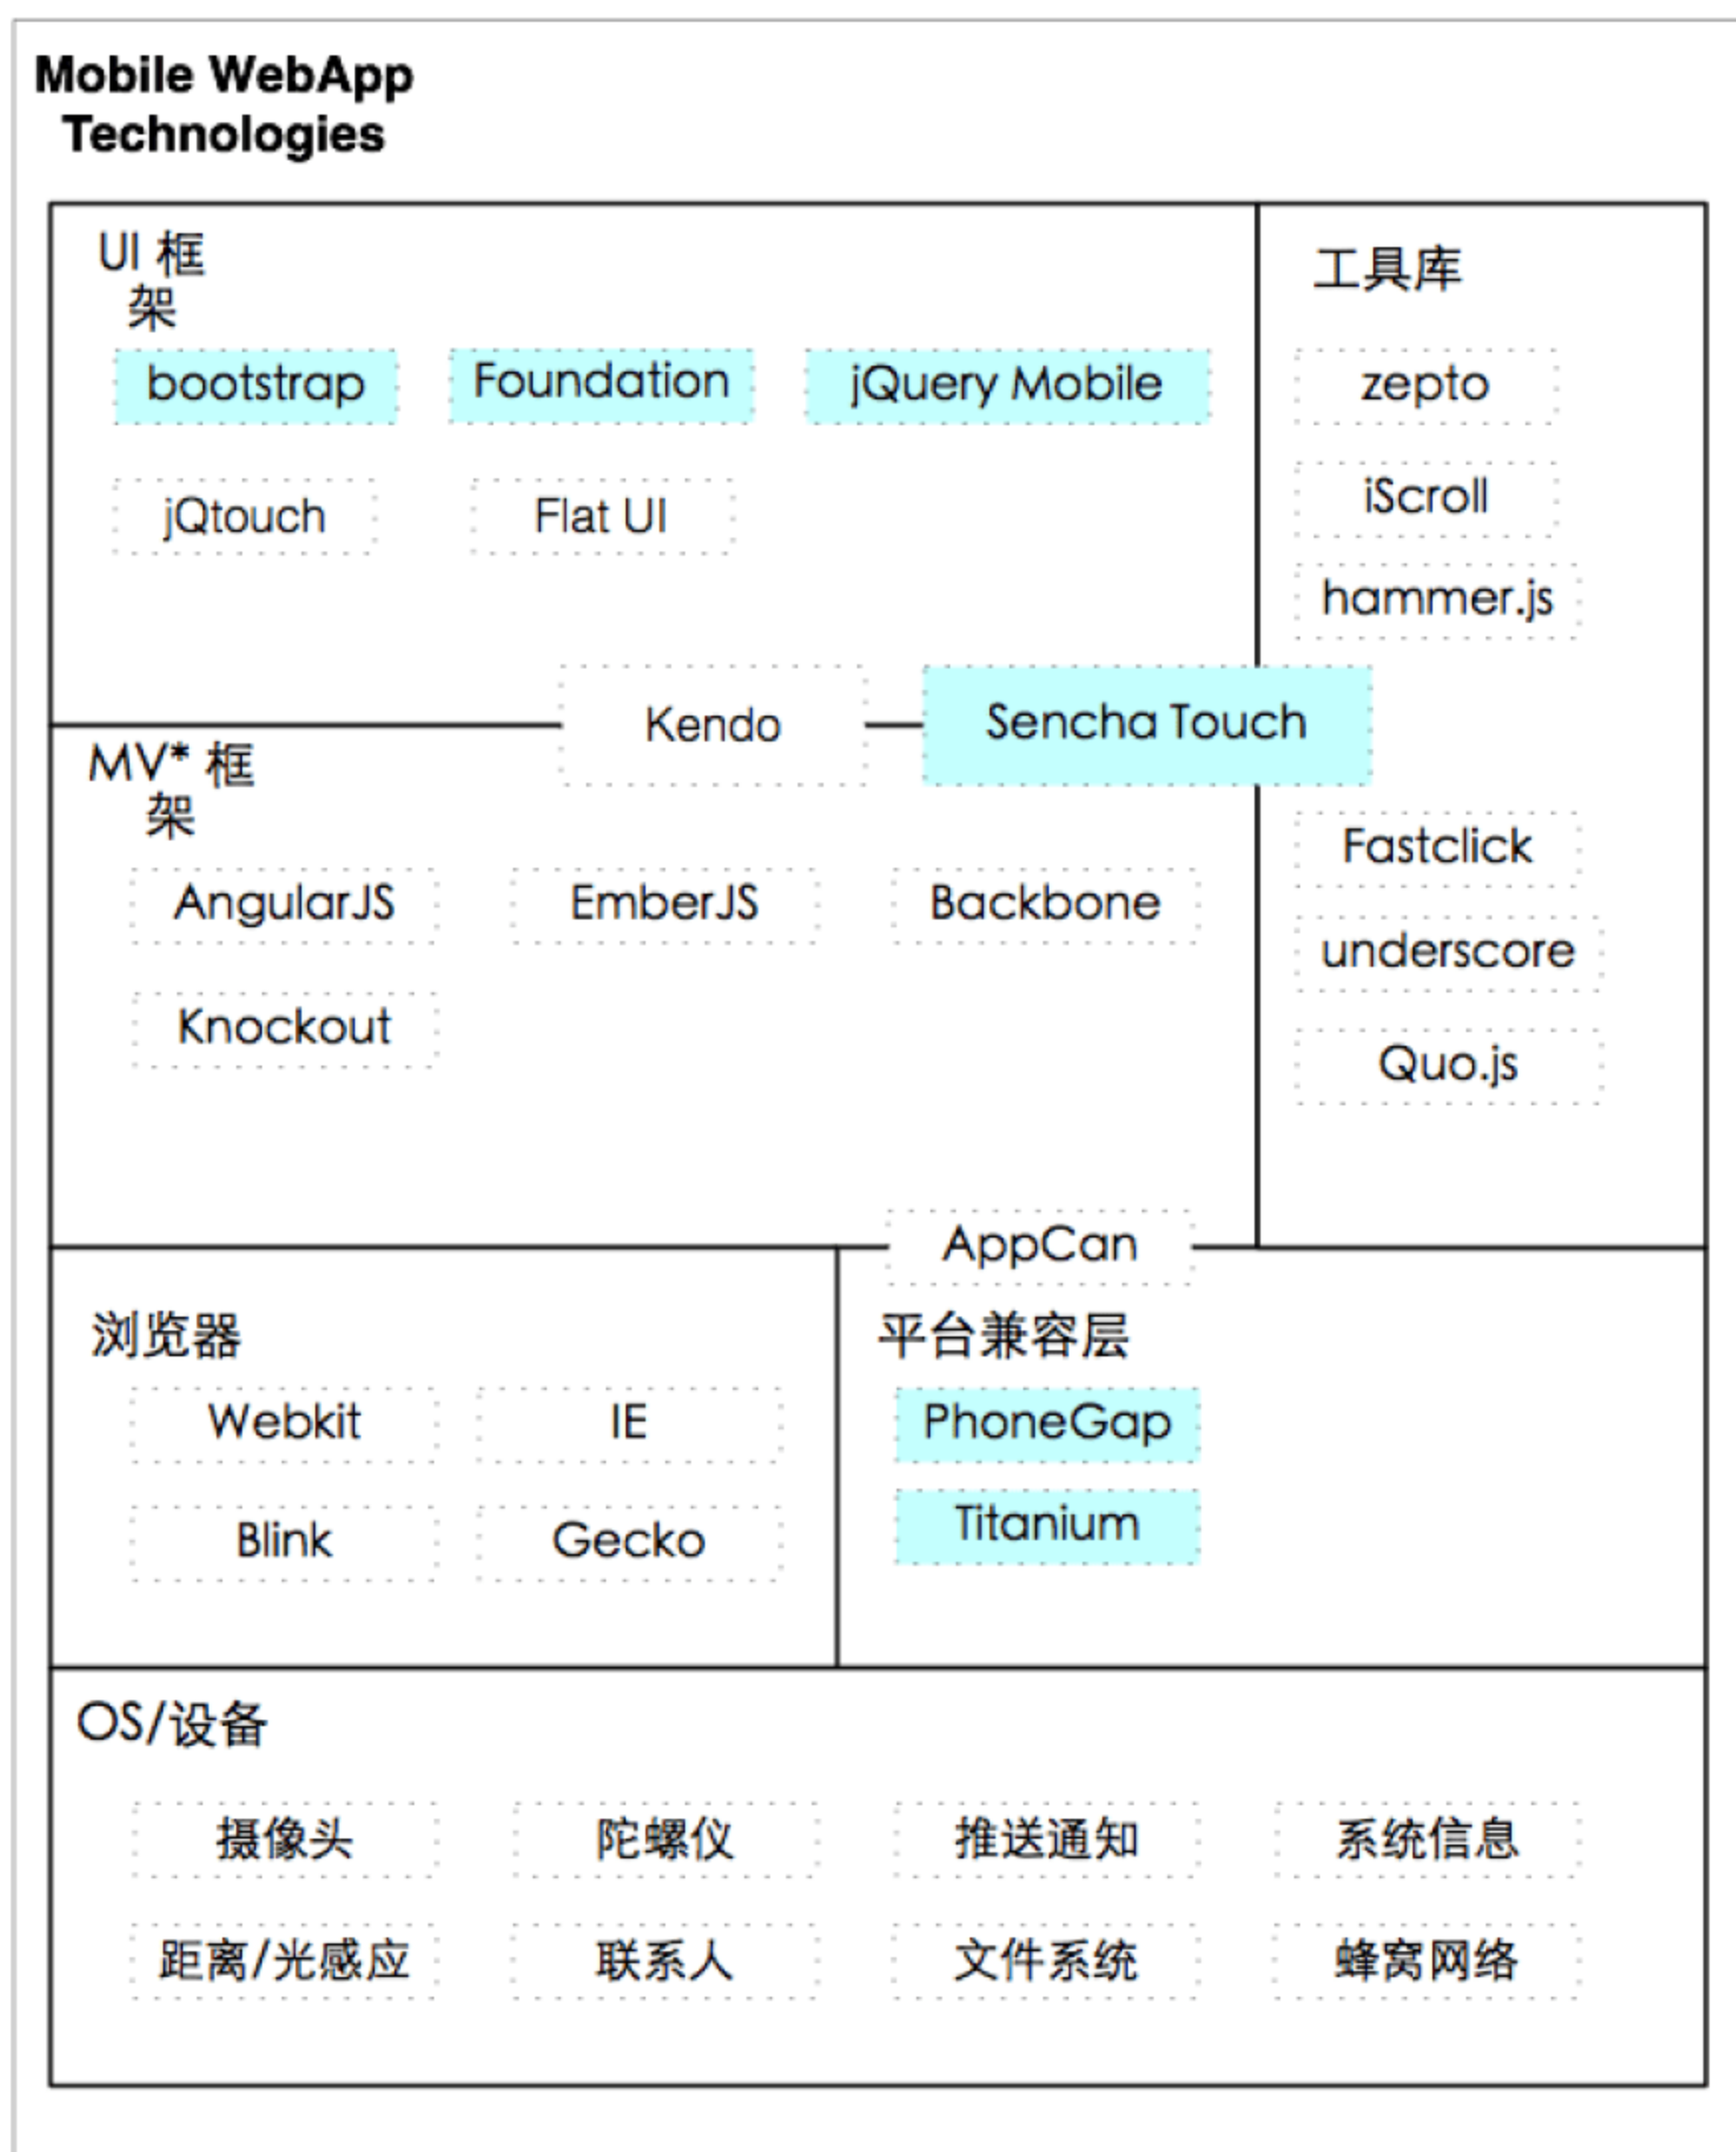 Mobile WebApp
Technologies
UI 框
架
bootstrap
Foundation
jQuery Mobile
jQtouch
Flat UI
工具库
zepto
iScroll
hammer.js
Kendo
Sencha Touch
MV* 框
架
AngularJS
EmberJS
Backbone
Knockout
Fastclick
underscore
Quo.js
AppCan
浏览器
Webkit
IE
Blink
Gecko
平台兼容层
PhoneGap
Titanium
OS/设备
摄像头
陀螺仪
推送通知
系统信息
距离/光感应
联系人
文件系统
蜂窝网络